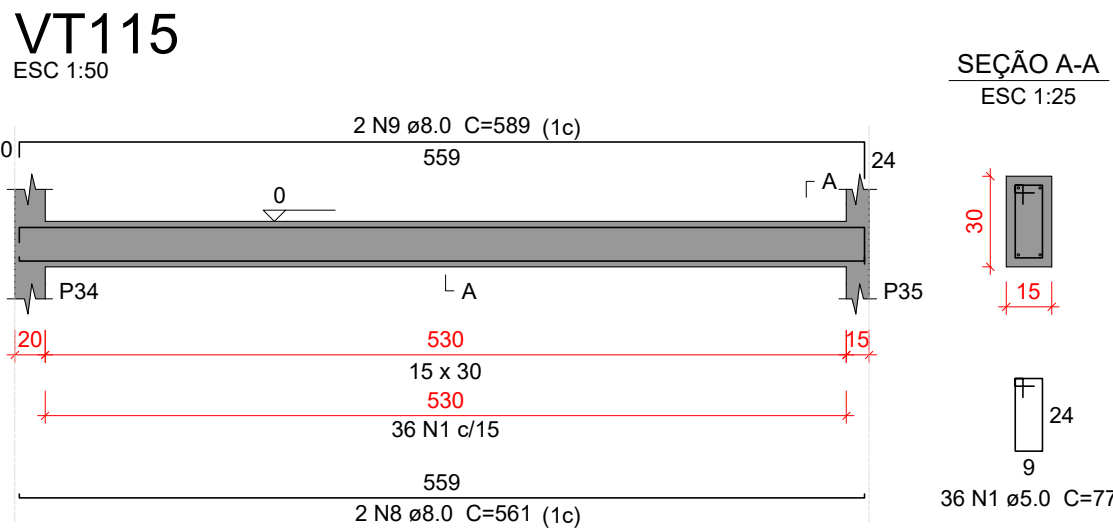 VT115
ESC 1:50
SEÇÃO A-A
ESC 1:25
2 N9 ø8.0 C=589 (1c)
0
559
24
A
0
30
A
P34
P35
15
20
530
15
15 x 30
530
36 N1 c/15
24
9
559
36 N1 ø5.0 C=77
2 N8 ø8.0 C=561 (1c)